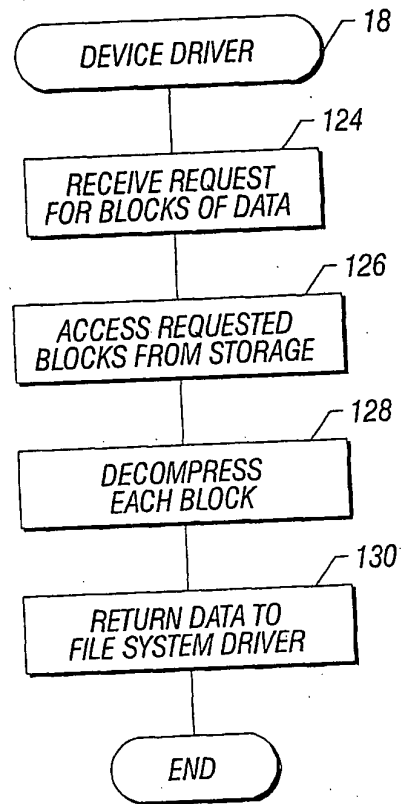 DEVICE DRIVER
18
124
RECEIVE REQUEST
FOR BLOCKS OF DATA
126
ACCESS REQUESTED
BLOCKS FROM STORAGE
128
DECOMPRESS
EACH BLOCK
130
RETURN DATA TO
FILE SYSTEM DRIVER
END